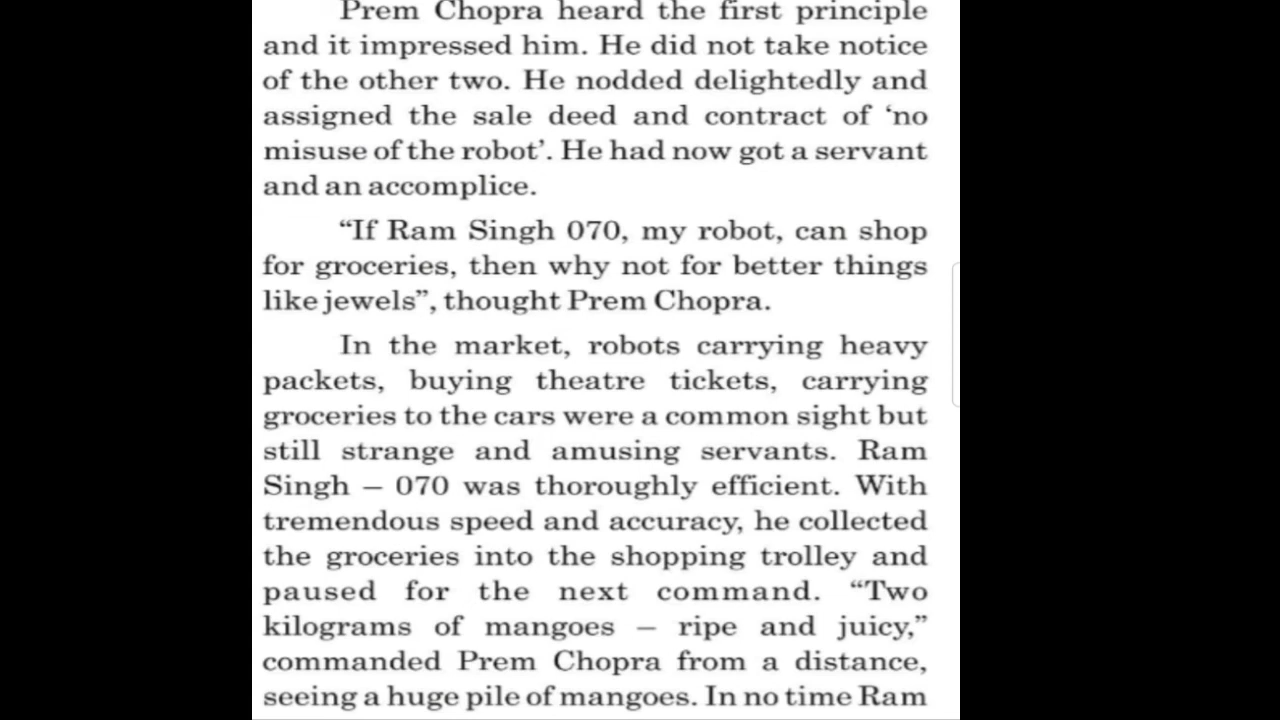 Prem Chopra heard the first principle
and it impressed him. He did not take notice
of the other two. He nodded delightedly and
assigned the sale deed and contract of ‘no
misuse of the robot’. He had now got a servant
and an accomplice.
“If Ram Singh 070, my robot, can shop
for groceries, then why not for better things
like jewels”, thought Prem Chopra.
In the market, robots carrying heavy
packets, buying theatre tickets, carrying
groceries to the cars were a common sight but
still strange and amusing servants. Ram
Singh – 070 was thoroughly efficient. With
tremendous speed and accuracy, he collected
the groceries into the shopping trolley and
paused for the next command. “Two
kilograms of mangoes – ripe and juicy,”
commanded Prem Chopra from a distance,
seeing a huge pile of mangoes. In no time Ram